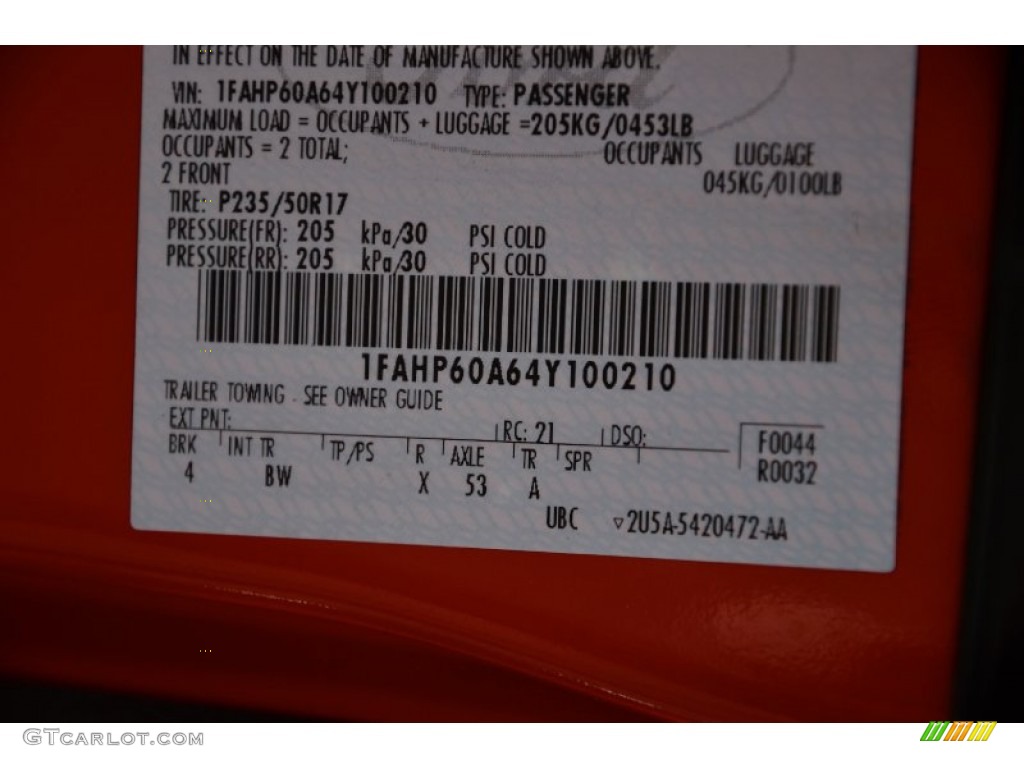 IN EFFECT ON THE DATE OF MANUFACTURE SHOWN ABOVE.
VIN: 1FAHP60A64Y100210 TYPE: PASSENGER
MAXIMUM LOAD = OCCUPANTS + LUGGAGE =205KG/0453LB
OCCUPANTS = 2 TOTAL; OCCUPANTS LUGGAGE
2 FRONT 045KG/0100LB
TIRE: P235/50R17
PRESSURE(FR): 205 kPa/30 PSI COLD
PRESSURE(RR): 205 kPa/30 PSI COLD
1FAHP60A64Y100210
TRAILER TOWING - SEE OWNER GUIDE
EXT PNT: RC: 21 DSO: F0044
BRK INT TR TP/PS R AXLE TR SPR R0032
4 BW X 53 A
UBC ▽2U5A-5420472-AA
GTCARLOT.COM